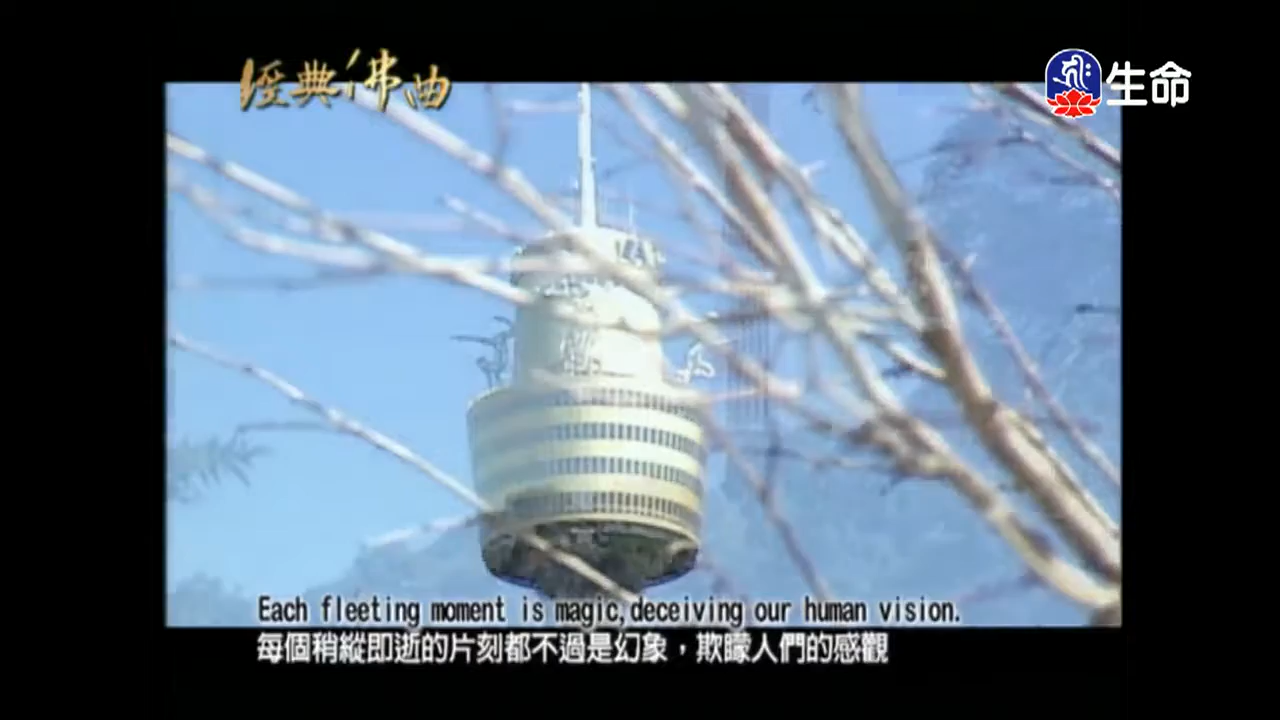 經典佛曲
生命
Each fleeting moment is magic,deceiving our human vision.
每個稍縱即逝的片刻都不過是幻象，欺矇人們的感觀